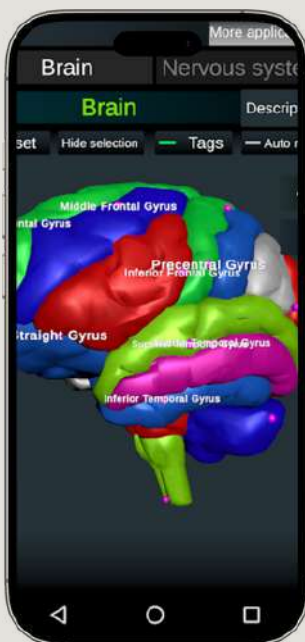 More applic
Brain
Nervous syste
Brain
Descrip
set
Hide selection
Tags
Auto r
Middle Frontal Gyrus
ontal Gyrus
Precentral Gyrus
Inferior Frontal Gyrus
Straight Gyrus
Temporal Gyrus
Inferior Temporal Gyrus